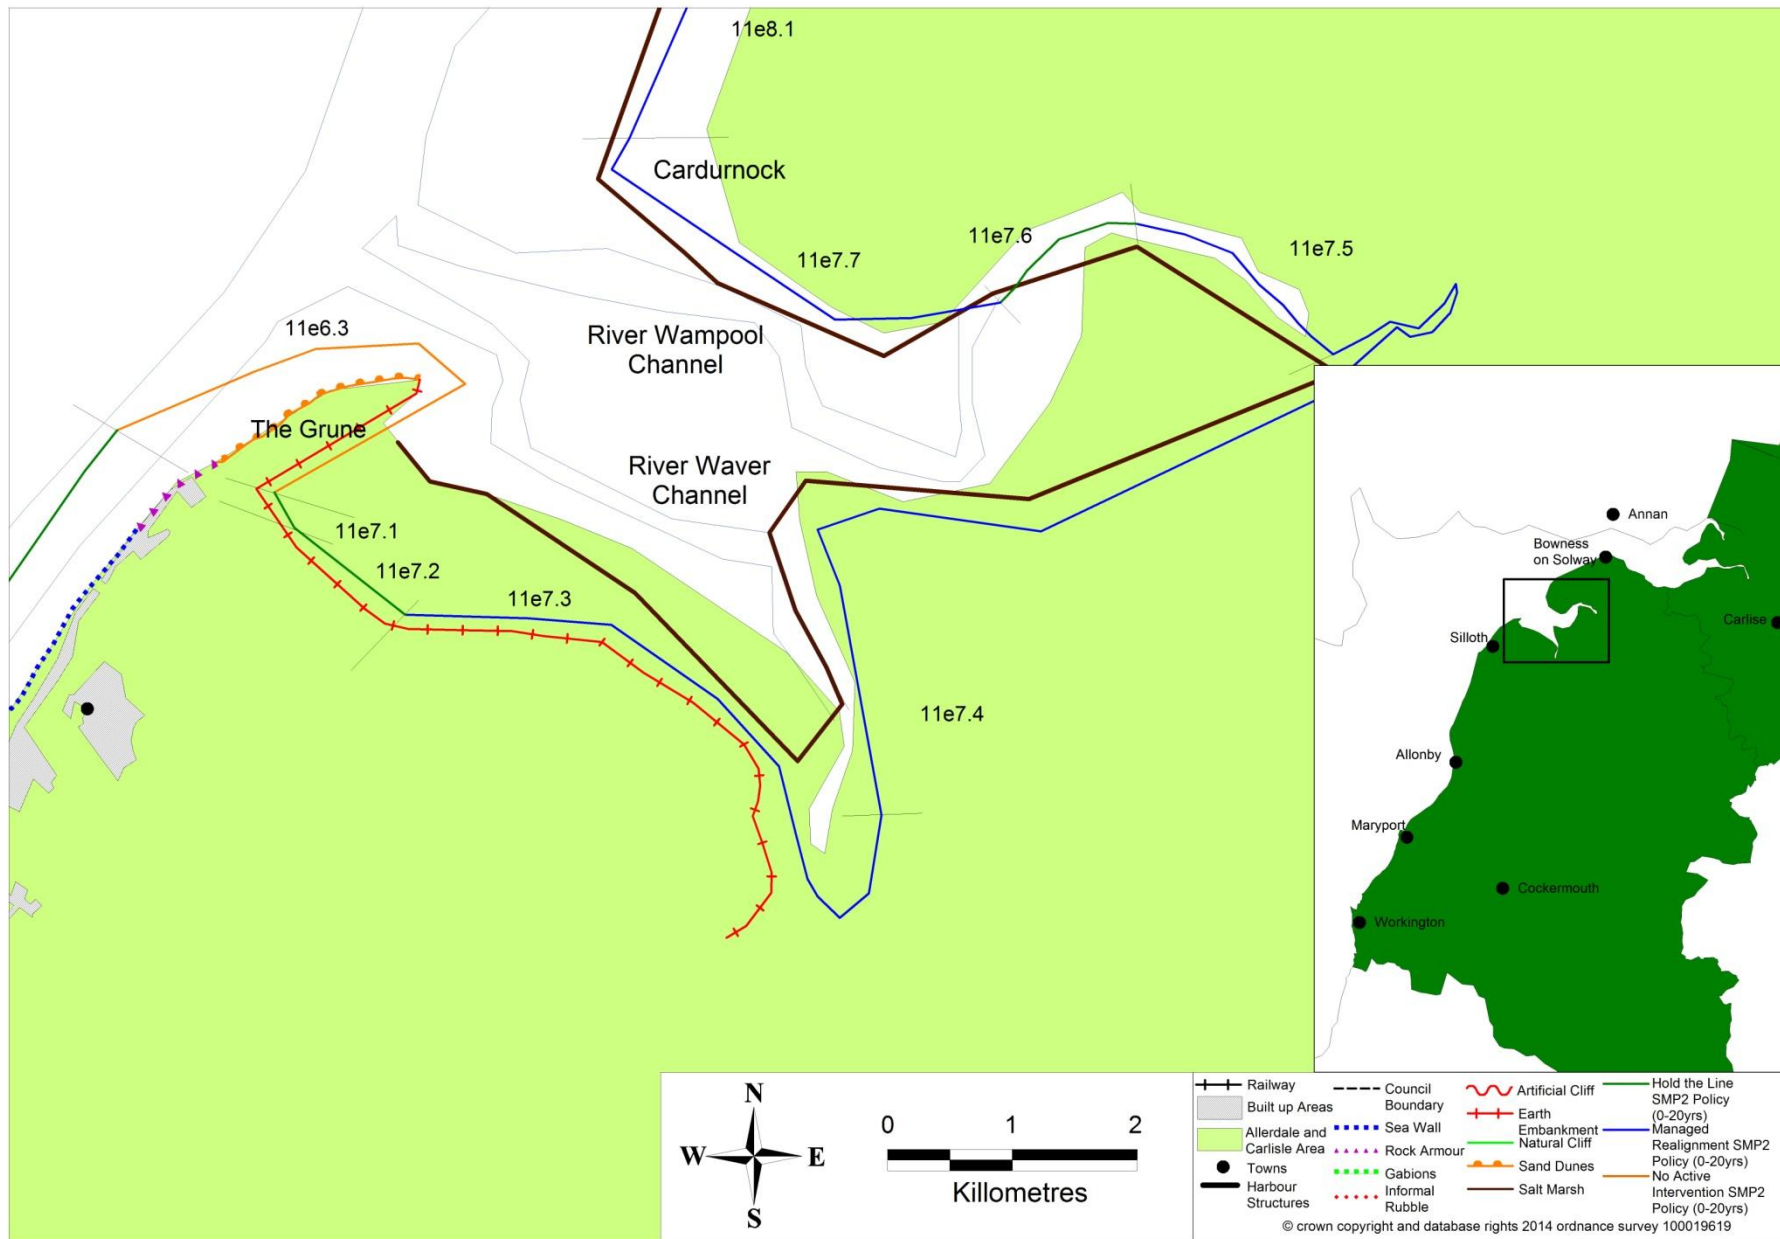 11e8.1
Cardurnock
11e7.6
11e7.5
11e7.7
11e6.3
River Wampool
Channel
The Grune
River Waver
Channel
11e7.1
11e7.2
11e7.3
11e7.4
Annan
Bowness
on Solway
Carlise
Silloth
Allonby
Maryport
Cockermouth
Workington
N
W
E
S
0
1
2
Killometres
Railway
Built up Areas
Allerdale and
Carlisle Area
Towns
Harbour
Structures
Council
Boundary
Sea Wall
Rock Armour
Gabions
Informal
Rubble
Artificial Cliff
Earth
Embankment
Natural Cliff
Sand Dunes
Salt Marsh
Hold the Line
SMP2 Policy
(0-20yrs)
Managed
Realignment SMP2
Policy (0-20yrs)
No Active
Intervention SMP2
Policy (0-20yrs)
© crown copyright and database rights 2014 ordnance survey 100019619